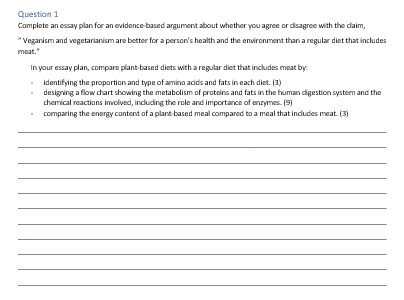 Question 1
Complete an essay plan for an evidence-based argument about whether you agree or disagree with the claim,
" Veganism and vegetarianism are better for a person's health and the environment than a regular diet that includes
meat."
In your essay plan, compare plant-based diets with a regular diet that includes meat by:
- identifying the proportion and type of amino acids and fats in each diet. (3)
- designing a flow chart showing the metabolism of proteins and fats in the human digestion system and the
chemical reactions involved, including the role and importance of enzymes. (9)
- comparing the energy content of a plant-based meal compared to a meal that includes meat. (3)